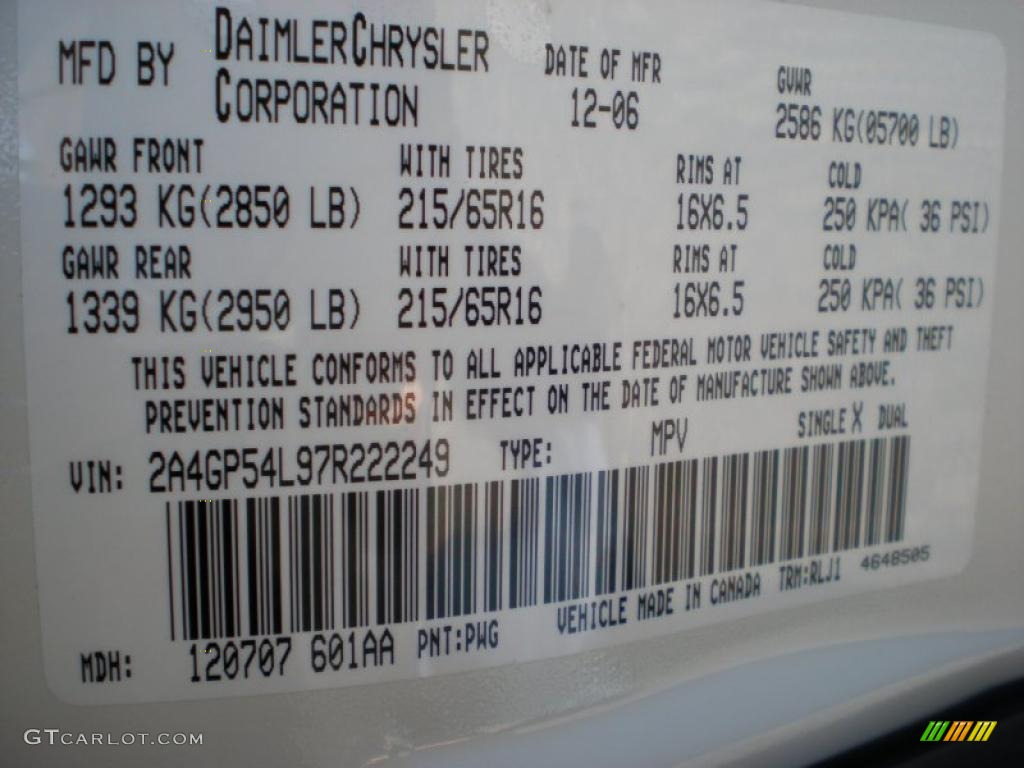 MFD BY DAIMLERCHRYSLER CORPORATION
DATE OF MFR 12-06
GVWR 2586 KG(05700 LB)
GAWR FRONT WITH TIRES RIMS AT COLD
1293 KG(2850 LB) 215/65R16 16X6.5 250 KPA( 36 PSI)
GAWR REAR WITH TIRES RIMS AT COLD
1339 KG(2950 LB) 215/65R16 16X6.5 250 KPA( 36 PSI)
THIS VEHICLE CONFORMS TO ALL APPLICABLE FEDERAL MOTOR VEHICLE SAFETY AND THEFT
PREVENTION STANDARDS IN EFFECT ON THE DATE OF MANUFACTURE SHOWN ABOVE.
VIN: 2A4GP54L97R222249 TYPE: MPV SINGLE X DUAL
VEHICLE MADE IN CANADA TRM:RLJ1 4648505
MDH: 120707 601AA PNT:PWG
GTCARLOT.COM